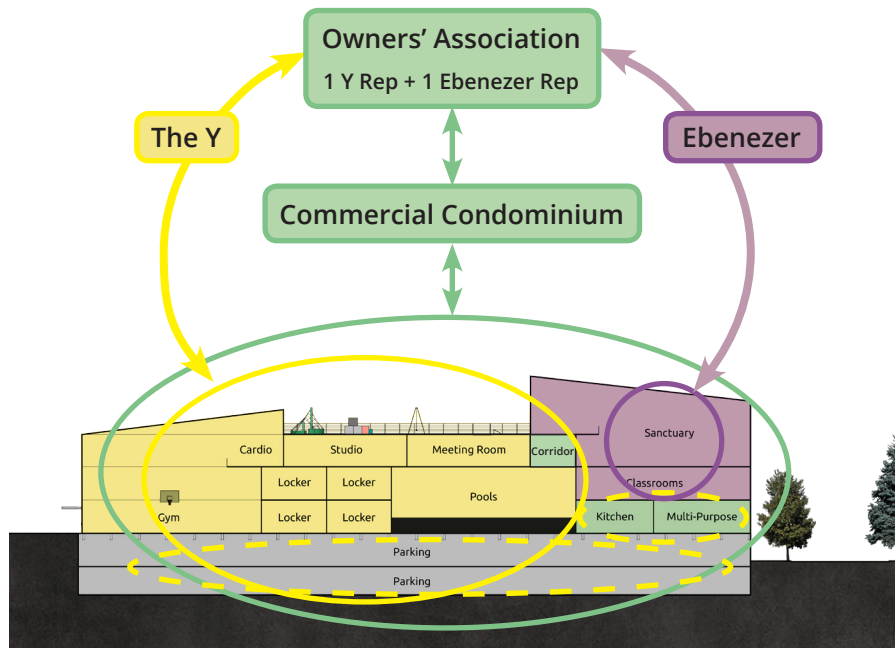 Owners’ Association
1 Y Rep + 1 Ebenezer Rep
The Y
Ebenezer
Commercial Condominium
Sanctuary
Cardio
Studio
Meeting Room
Corridor
Locker
Locker
Classrooms
Pools
Gym
Locker
Locker
Kitchen
Multi-Purpose
Parking
Parking